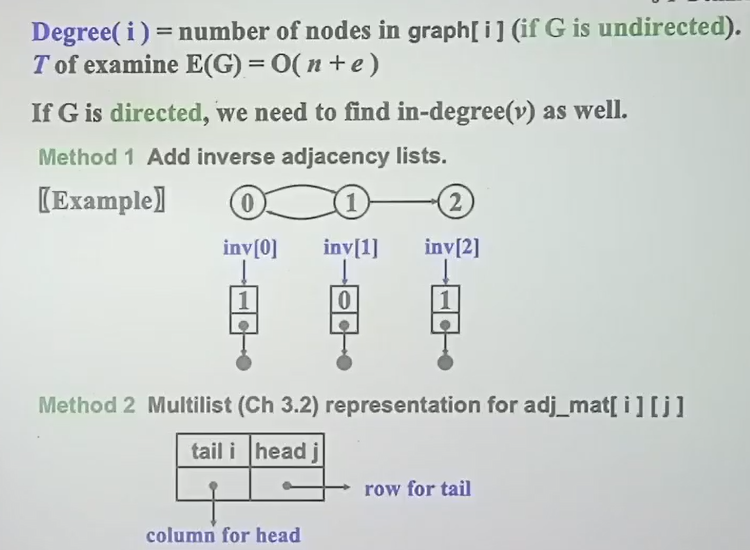 Degree( i ) = number of nodes in graph[ i ] (if G is undirected).
T of examine E(G) = O( n + e )
If G is directed, we need to find in-degree(v) as well.
Method 1 Add inverse adjacency lists.
〖Example〗 0 1 2
inv[0] inv[1] inv[2]
1 0 1
Method 2 Multilist (Ch 3.2) representation for adj_mat[ i ] [ j ]
tail i head j
row for tail
column for head